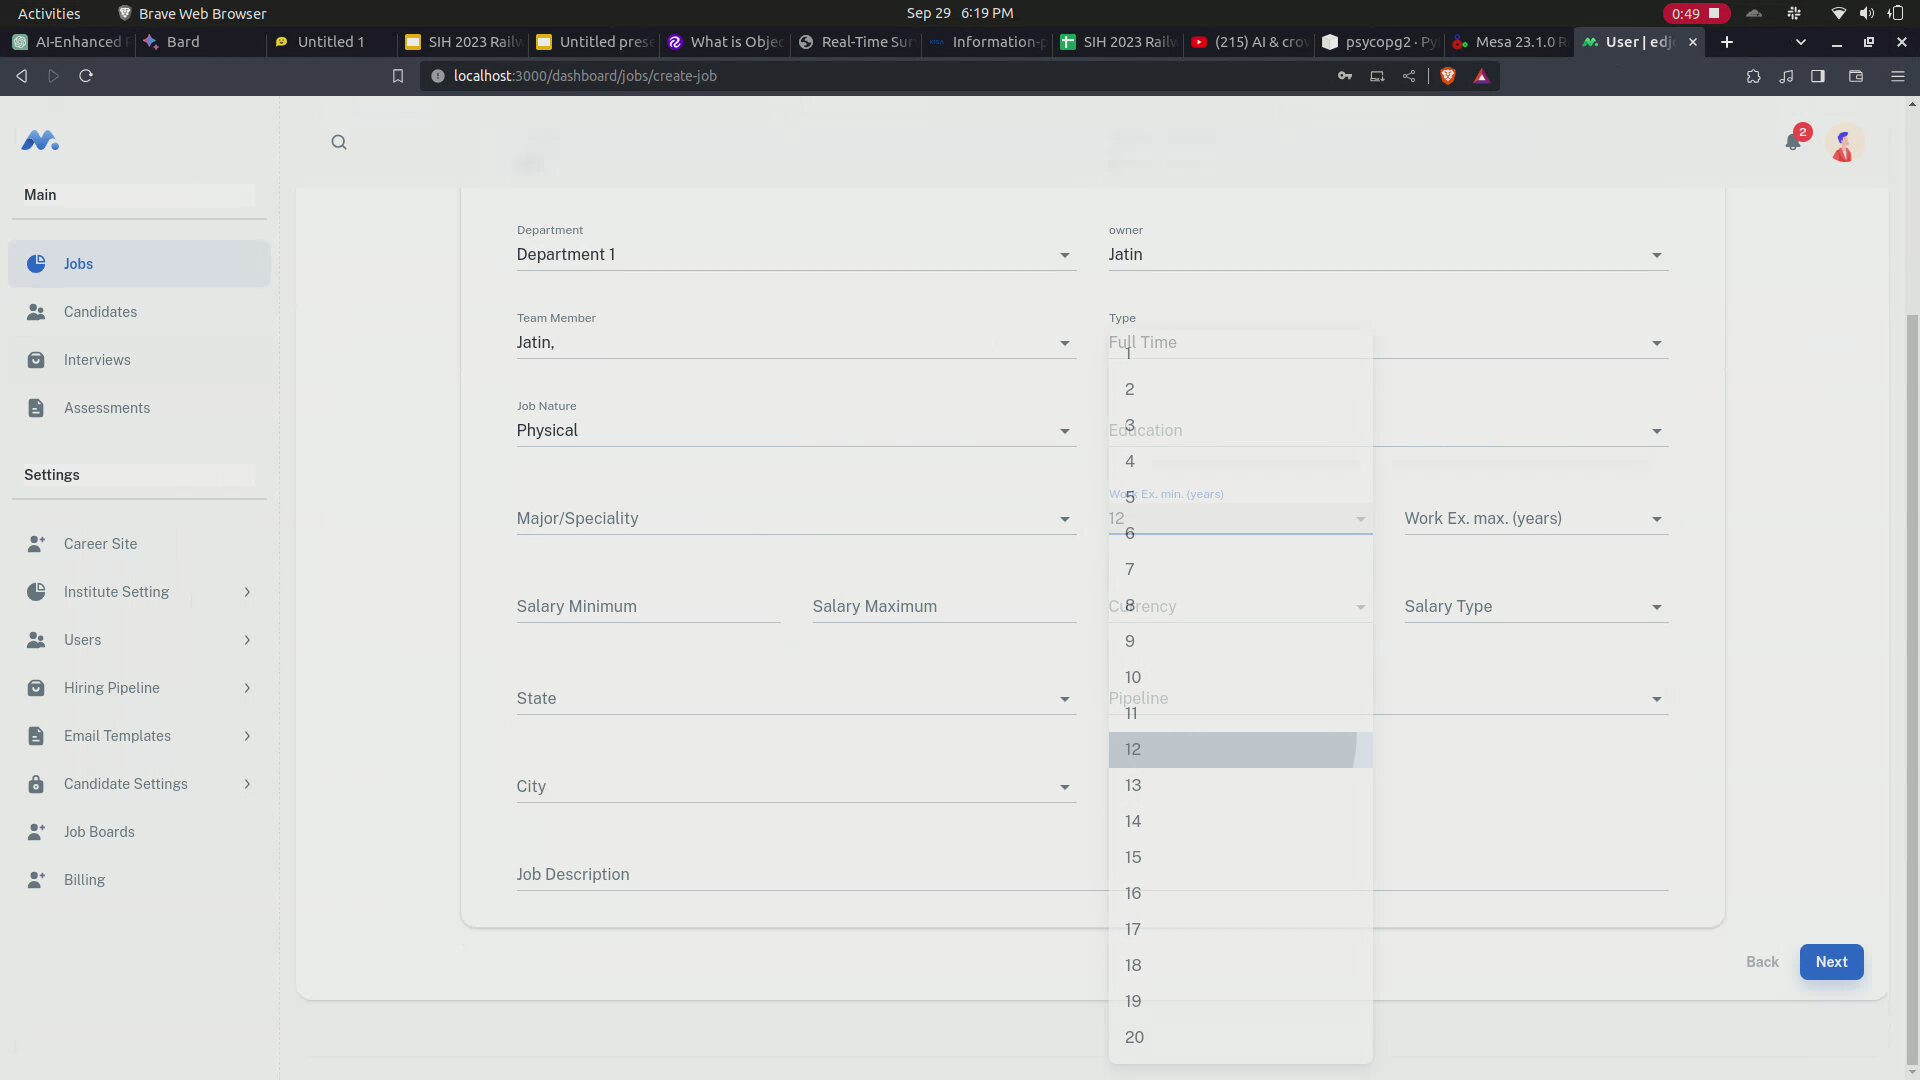 Activities
Brave Web Browser
Sep 29 6:19 PM
0:49
AI-Enhanced
Bard
Untitled 1
SIH 2023 Railw
Untitled prese
What is Objec
Real-Time Sur
Information-p
SIH 2023 Railw
(215) AI & crow
psycopg2 · Py
Mesa 23.1.0 R
User | edjo
localhost:3000/dashboard/jobs/create-job
2
Main
Jobs
Candidates
Interviews
Assessments
Settings
Career Site
Institute Setting
Users
Hiring Pipeline
Email Templates
Candidate Settings
Job Boards
Billing
Department
Department 1
owner
Jatin
Team Member
Jatin,
Type
Full Time
Job Nature
Physical
Education
Major/Speciality
Work Ex. min. (years)
12
Work Ex. max. (years)
Salary Minimum
Salary Maximum
Currency
Salary Type
State
Pipeline
City
Job Description
1
2
3
4
5
6
7
8
9
10
11
12
13
14
15
16
17
18
19
20
Back
Next